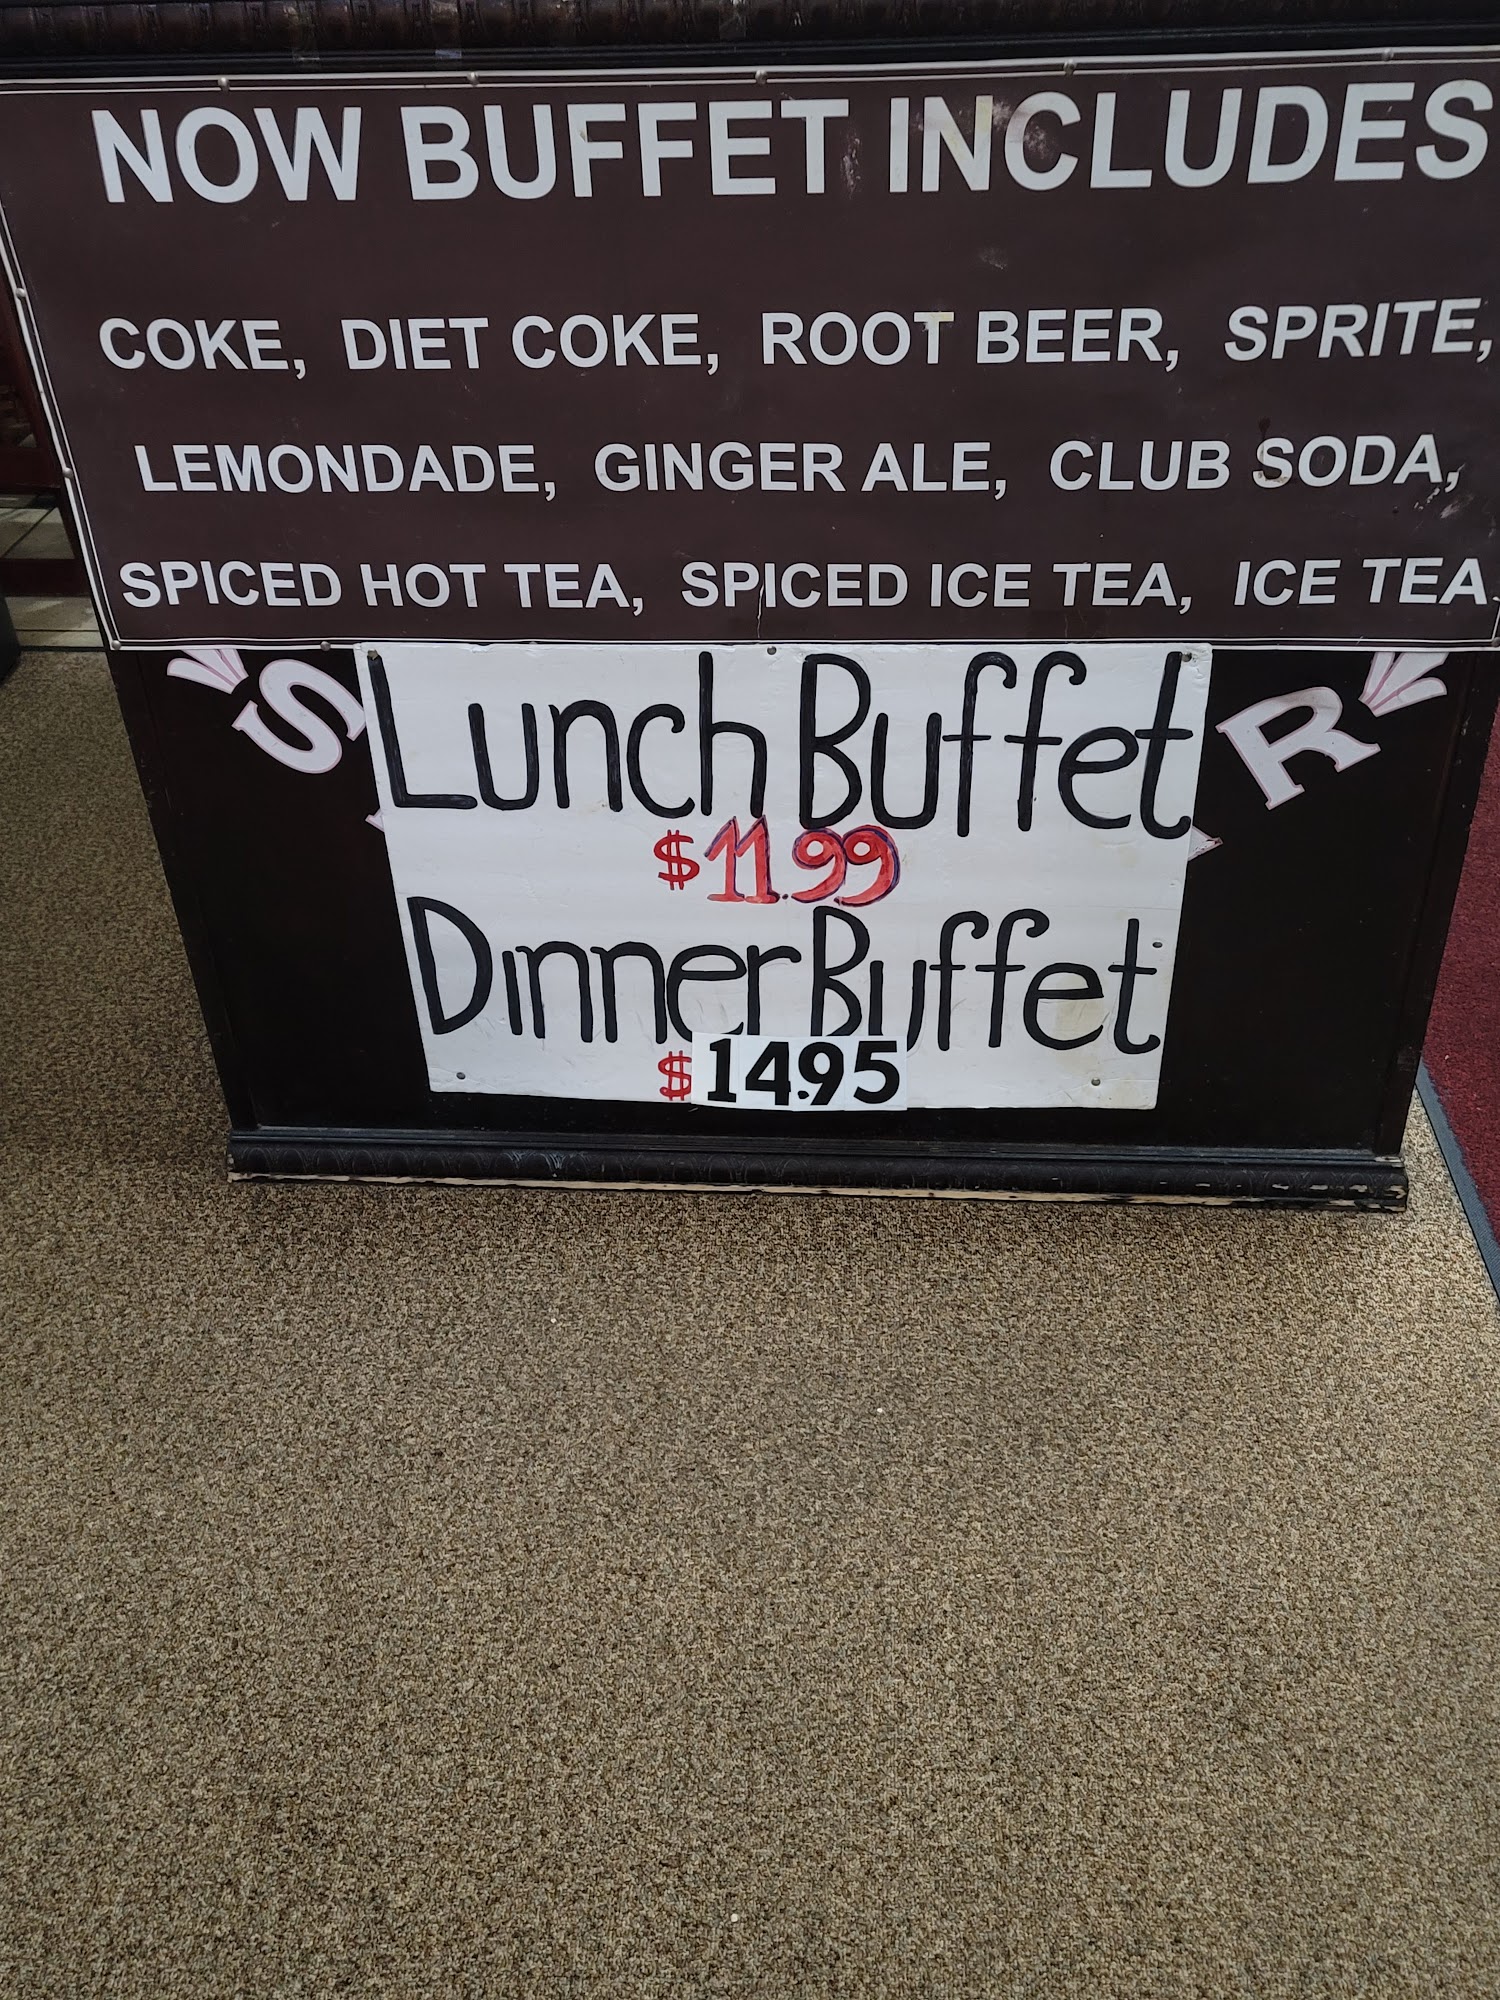 NOW BUFFET INCLUDES
COKE, DIET COKE, ROOT BEER, SPRITE,
LEMONDADE, GINGER ALE, CLUB SODA,
SPICED HOT TEA, SPICED ICE TEA, ICE TEA.
S
R
Lunch Buffet
$11.99
Dinner Buffet
$14.95